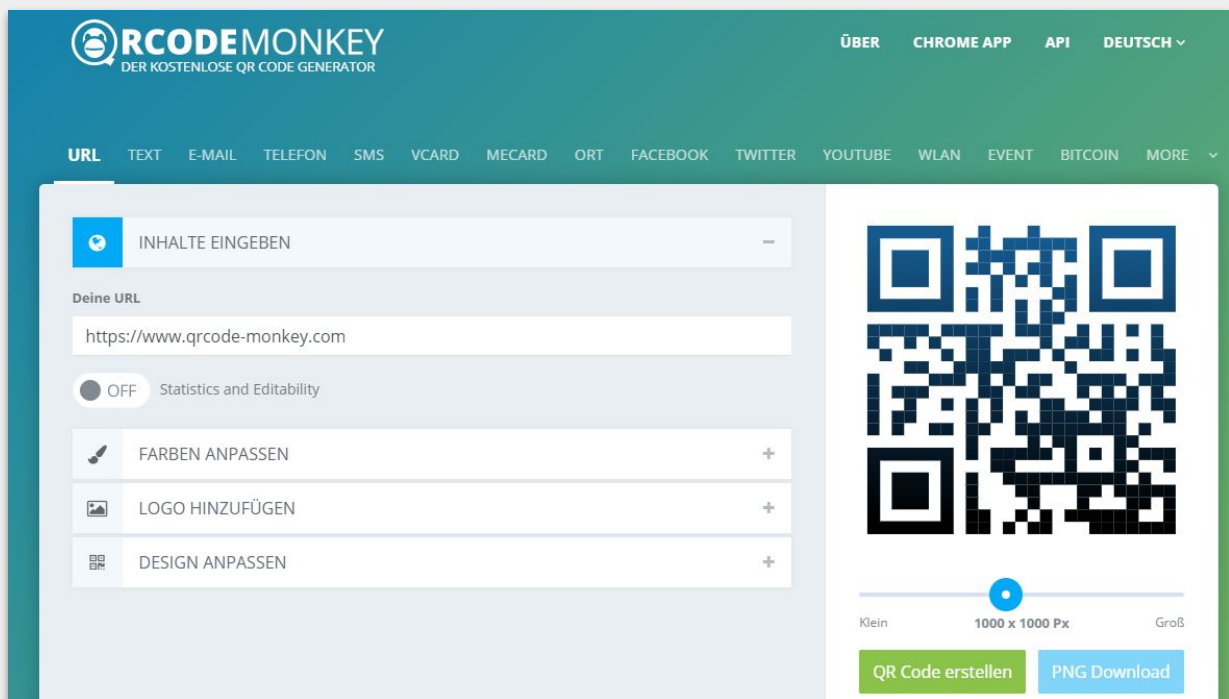 QRCODEMONKEY
DER KOSTENLOSE QR CODE GENERATOR
ÜBER CHROME APP API DEUTSCH
URL TEXT E-MAIL TELEFON SMS VCARD MECARD ORT FACEBOOK TWITTER YOUTUBE WLAN EVENT BITCOIN MORE
INHALTE EINGEBEN
Deine URL
https://www.qrcode-monkey.com
OFF Statistics and Editability
FARBEN ANPASSEN
LOGO HINZUFÜGEN
DESIGN ANPASSEN
Klein 1000 x 1000 Px Groß
QR Code erstellen PNG Download